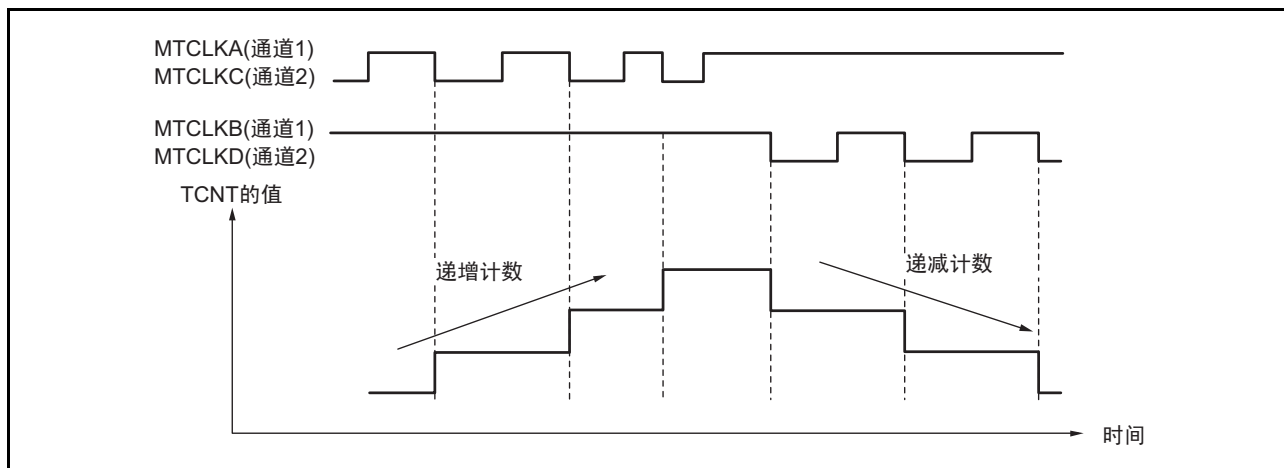 MTCLKA(通道1)
MTCLKC(通道2)
MTCLKB(通道1)
MTCLKD(通道2)
TCNT的值
递增计数
递减计数
时间